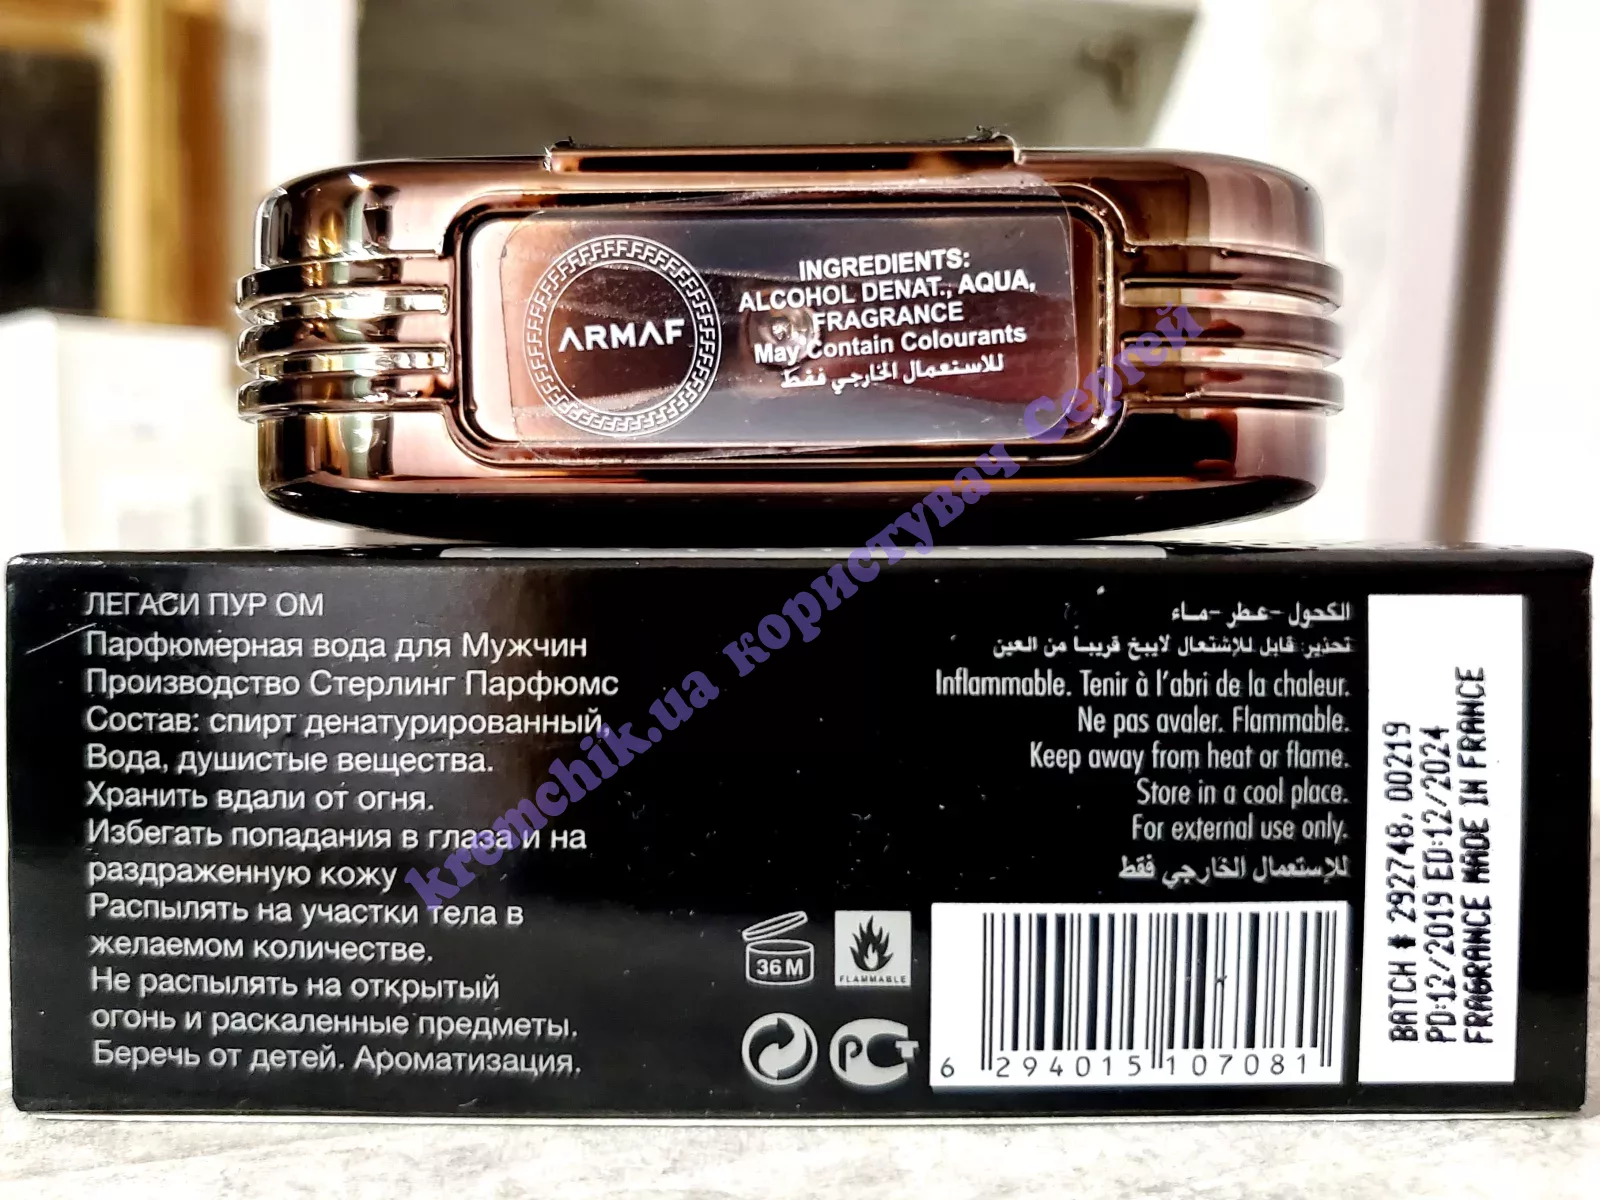 ARMAF
INGREDIENTS:
ALCOHOL DENAT., AQUA,
FRAGRANCE
May Contain Colourants
للاستعمال الخارجي فقط
ЛЕГАСИ ПУР ОМ
Парфюмерная вода для Мужчин
Производство Стерлинг Парфюмс
Состав: спирт денатурированный,
Вода, душистые вещества.
Хранить вдали от огня.
Избегать попадания в глаза и на
раздраженную кожу
Распылять на участки тела в
желаемом количестве.
Не распылять на открытый
огонь и раскаленные предметы.
Беречь от детей. Ароматизация.
الكحول -عطر -ماء
تحذير: قابل للإشتعال لايبخ قريباً من العين
Inflammable. Tenir à l'abri de la chaleur.
Ne pas avaler. Flammable.
Keep away from heat or flame.
Store in a cool place.
For external use only.
للإستعمال الخارجي فقط
36 M
FLAMMABLE
РСТ
6 294015 107081
BATCH # 292748, 00219
PD:12/2019 ED:12/2024
FRAGRANCE MADE IN FRANCE
kremchik.ua користувач Сергей